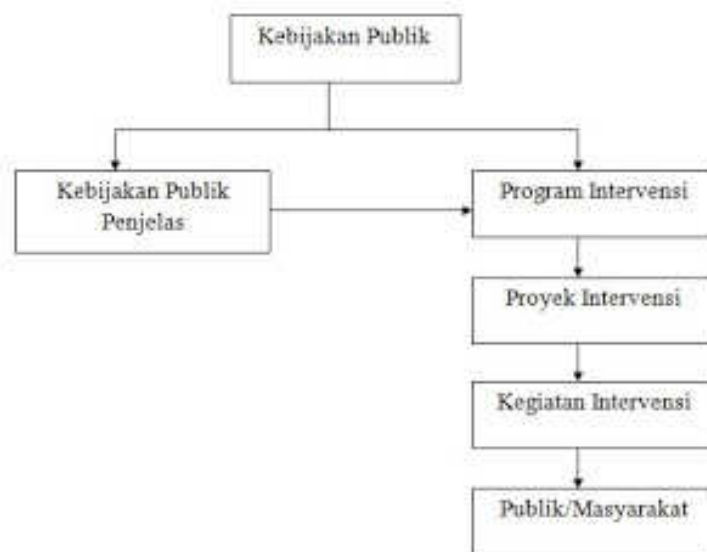 Kebijakan Publik
Kebijakan Publik
Penjelas
Program Intervensi
Proyek Intervensi
Kegiatan Intervensi
Publik/Masyarakat